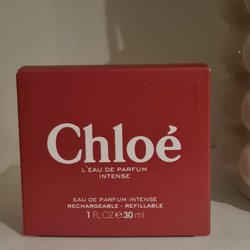 Chloé
L'EAU DE PARFUM
INTENSE
EAU DE PARFUM INTENSE
RECHARGEABLE - REFILLABLE
1 FL OZ e 30 ml